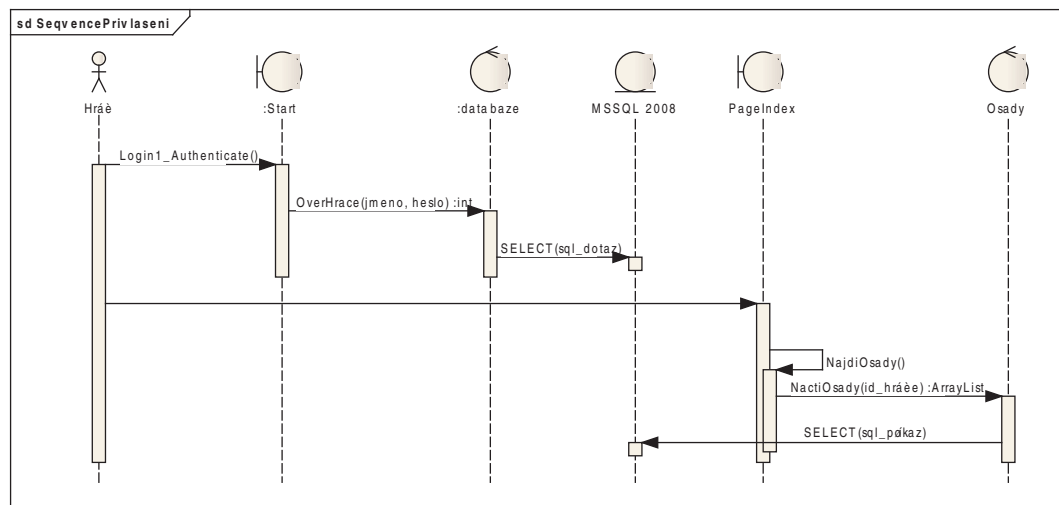 sd SeqvencePrivlaseni
Hráè
:Start
:databaze
MSSQL 2008
PageIndex
Osady
Login1_Authenticate()
OverHrace(jmeno, heslo) :int
SELECT(sql_dotaz)
NajdiOsady()
NactiOsady(id_hráèe) :ArrayList
SELECT(sql_pøíkaz)